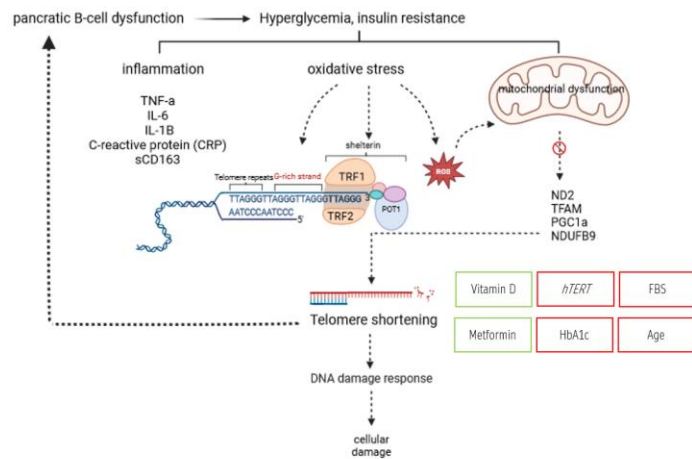 pancratic B-cell dysfunction
Hyperglycemia, insulin resistance
inflammation
oxidative stress
mitochondrial dysfunction
TNF-a
IL-6
IL-1B
C-reactive protein (CRP)
sCD163
shelterin
ROS
Telomere repeats
G-rich strand
TRF1
TTAGGGTTAGGGTTAGGGTTAGGG 3'
AATCCCAATCCC
5'
TRF2
POT1
ND2
TFAM
PGC1a
NDUFB9
Telomere shortening
Vitamin D
hTERT
FBS
Metformin
HbA1c
Age
DNA damage response
cellular
damage